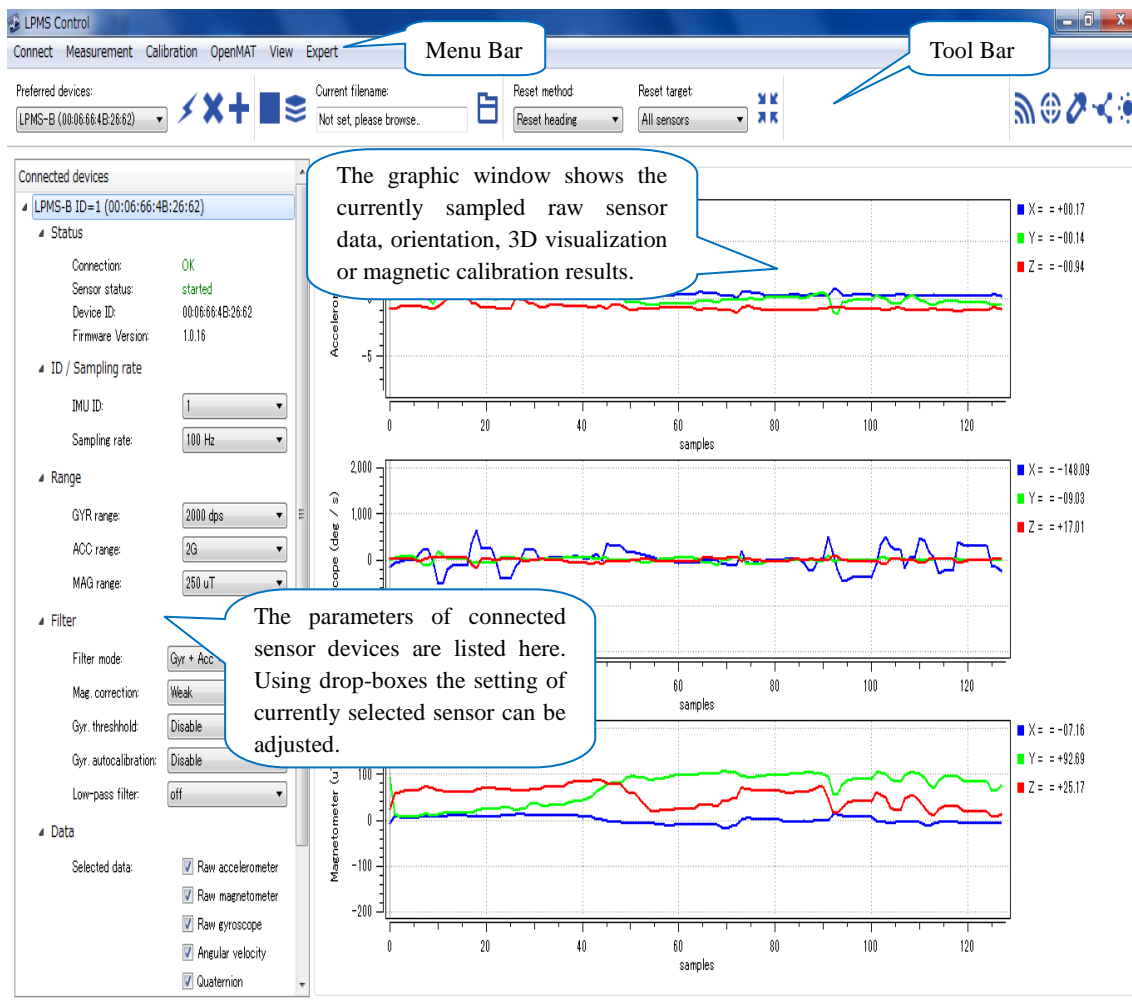 LPMS Control
Connect Measurement Calibration OpenMAT View Expert
Menu Bar
Tool Bar
Preferred devices:
LPMS-B (00:06:66:4B:26:62)
Current filename:
Not set, please browse..
Reset method:
Reset heading
Reset target:
All sensors
Connected devices
LPMS-B ID=1 (00:06:66:4B:26:62)
Status
Connection: OK
Sensor status: started
Device ID: 00:06:66:4B:26:62
Firmware Version: 1.0.16
ID / Sampling rate
IMU ID: 1
Sampling rate: 100 Hz
Range
GYR range: 2000 dps
ACC range: 2G
MAG range: 250 uT
Filter
Filter mode: Gyr + Acc
Mag. correction: Weak
Gyr. threshhold: Disable
Gyr. autocalibration: Disable
Low-pass filter: off
Data
Selected data: Raw accelerometer
Raw magnetometer
Raw gyroscope
Angular velocity
Quaternion
The graphic window shows the
currently sampled raw sensor
data, orientation, 3D visualization
or magnetic calibration results.
The parameters of connected
sensor devices are listed here.
Using drop-boxes the setting of
currently selected sensor can be
adjusted.
X = = +00.17
Y = = -00.14
Z = = -00.94
Acceleron
0
-5
0 20 40 60 80 100 120
samples
X = = -148.09
Y = = -09.03
Z = = +17.01
scope (deg / s)
2,000
1,000
0
60 80 100 120
samples
X = = -07.16
Y = = +92.69
Z = = +25.17
Magnetometer (u
100
0
-100
-200
0 20 40 60 80 100 120
samples